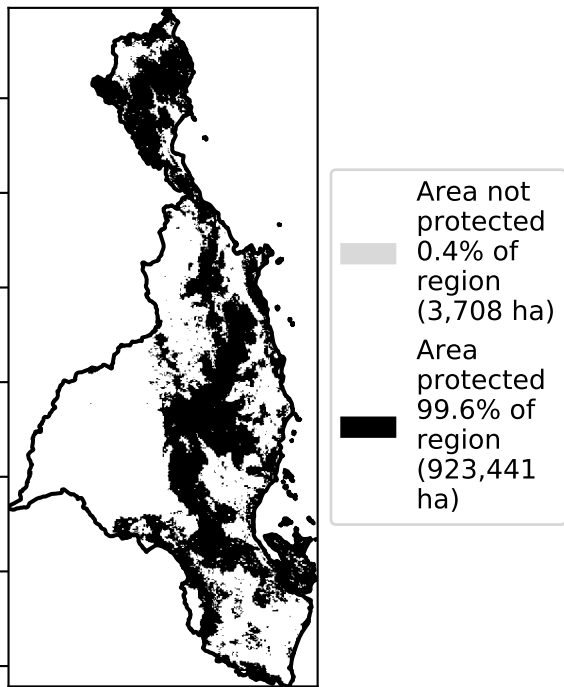 Area not
protected
0.4% of
region
(3,708 ha)
Area
protected
99.6% of
region
(923,441
ha)